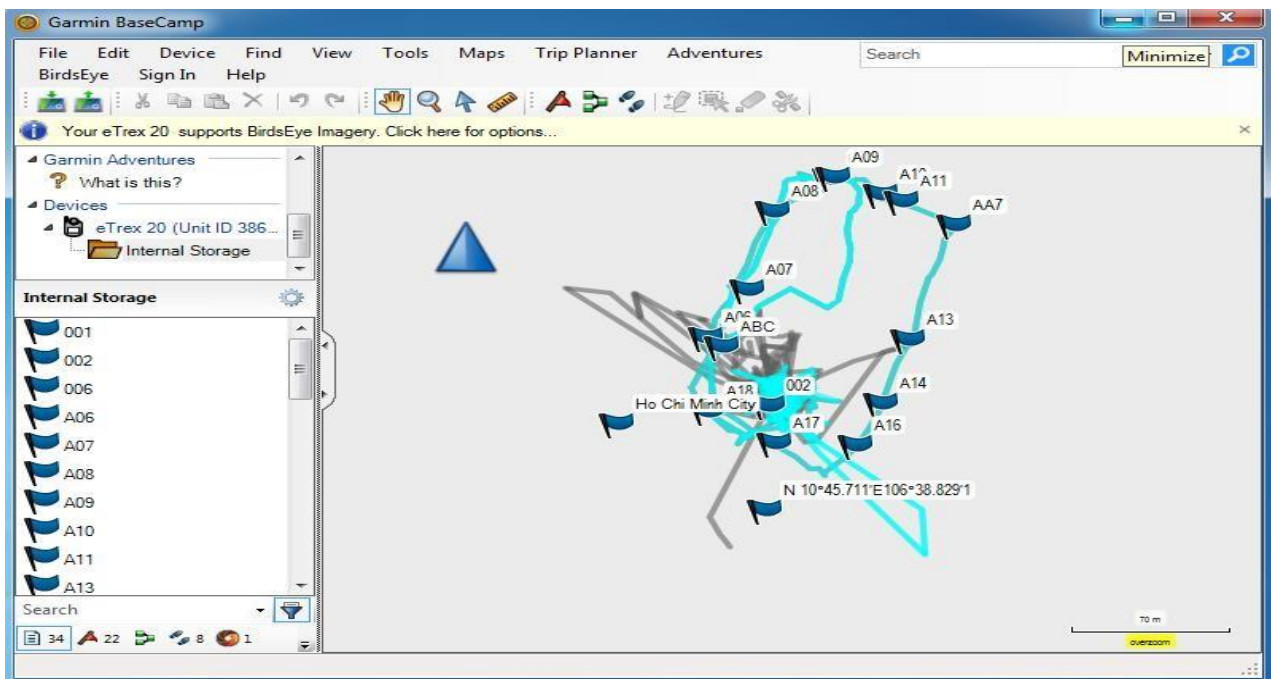 Garmin BaseCamp
File Edit Device Find View Tools Maps Trip Planner Adventures
BirdsEye Sign In Help
Search
Minimize
Your eTrex 20 supports BirdsEye Imagery. Click here for options...
Garmin Adventures
? What is this?
Devices
eTrex 20 (Unit ID 386...
Internal Storage
Internal Storage
001
002
006
A06
A07
A08
A09
A10
A11
A13
Search
34 22 8 1
A09
A08
A11
AA7
A07
A06
ABC
A13
A18
002
A14
Ho Chi Minh City
A17
A16
N 10°45.711'E106°38.829'1
70 m
overzoom